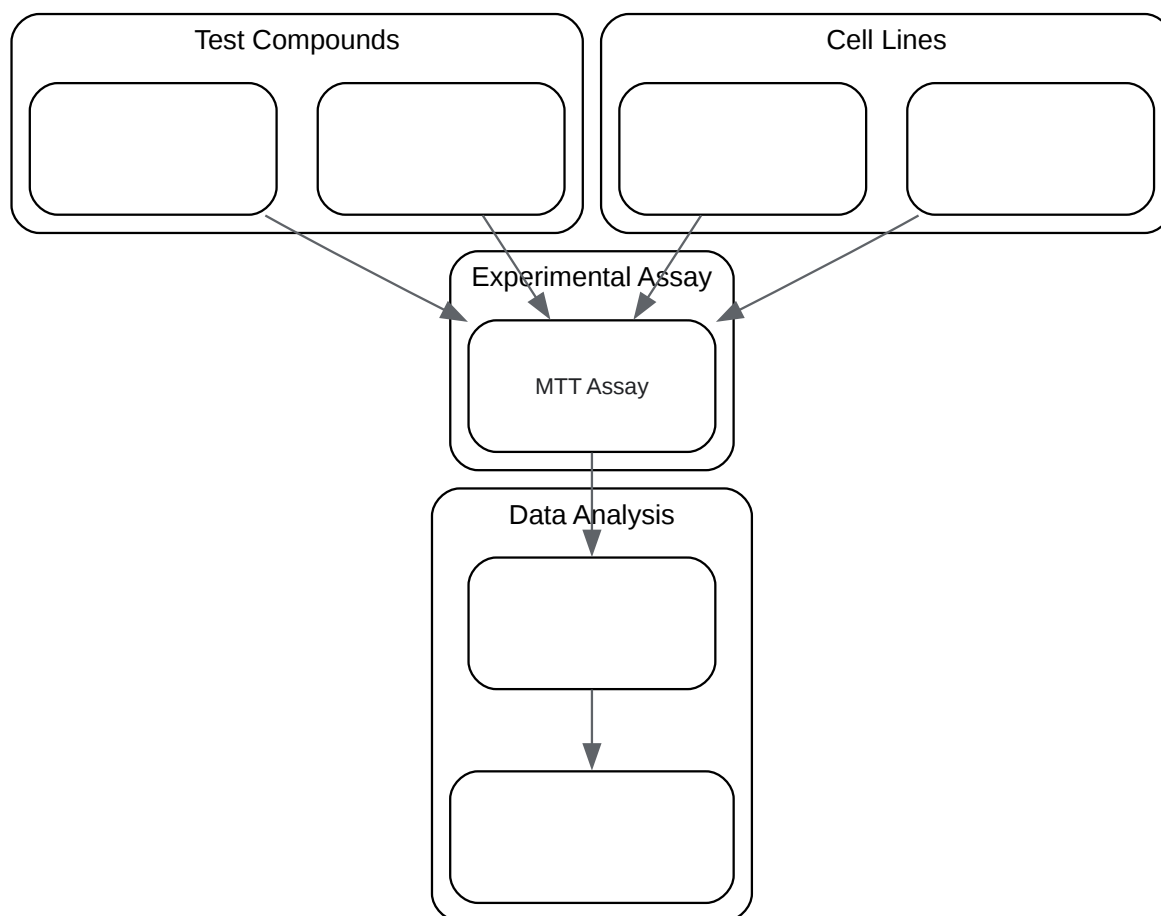 Test Compounds
Cell Lines
Experimental Assay
MTT Assay
Data Analysis